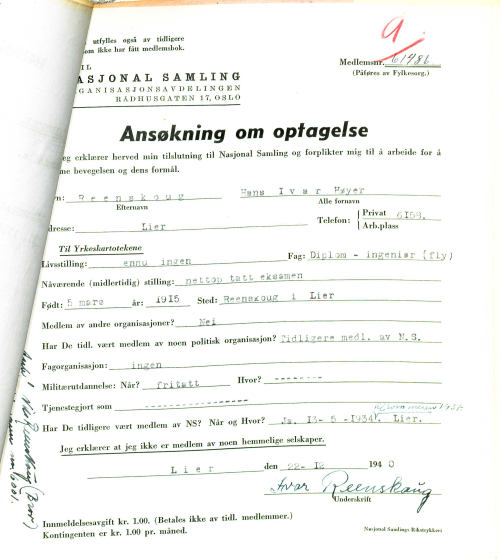 utfylles også av tidligere
om ikke har fått medlemsbok.
9.
Medlemsnr. 61486
(Påføres av Fylkesorg.)
IL
ASJONAL SAMLING
GANISASJONSAVDELINGEN
RÅDHUSGATEN 17, OSLO
Ansøkning om optagelse
eg erklærer herved min tilslutning til Nasjonal Samling og forplikter mig til å arbeide for å
me bevegelsen og dens formål.
n: Reenskoug Hans Ivar Høyer
Efternavn Alle fornavn
Telefon: Privat 6159.
Arb.plass
dresse: Lier
Til Yrkeskartotekene
Livsstilling: ennu ingen Fag: Diplom - ingeniør (fly)
Nåværende (midlertidig) stilling: nettop tatt eksamen
Født: 5 mars år: 1915 Sted: Reenskoug i Lier
Medlem av andre organisasjoner? Nei
Har De tidl. vært medlem av noen politisk organisasjon? Tidligere medl. av N.S.
Fagorganisasjon: ingen
Militærutdannelse: Når? fritatt Hvor? --------
Tjenestgjort som -----------------
Har De tidligere vært medlem av NS? Når og Hvor? Ja, 13- 5 -1934, Lier.
Jeg erklærer at jeg ikke er medlem av noen hemmelige selskaper.
Lier den 22- 12 1940
Ivar Reenskaug
Underskrift
Innmeldelsesavgift kr. 1.00. (Betales ikke av tidl. medlemmer.)
Kontingenten er kr. 1.00 pr. måned.
Nasjonal Samlings Rikstrykkeri